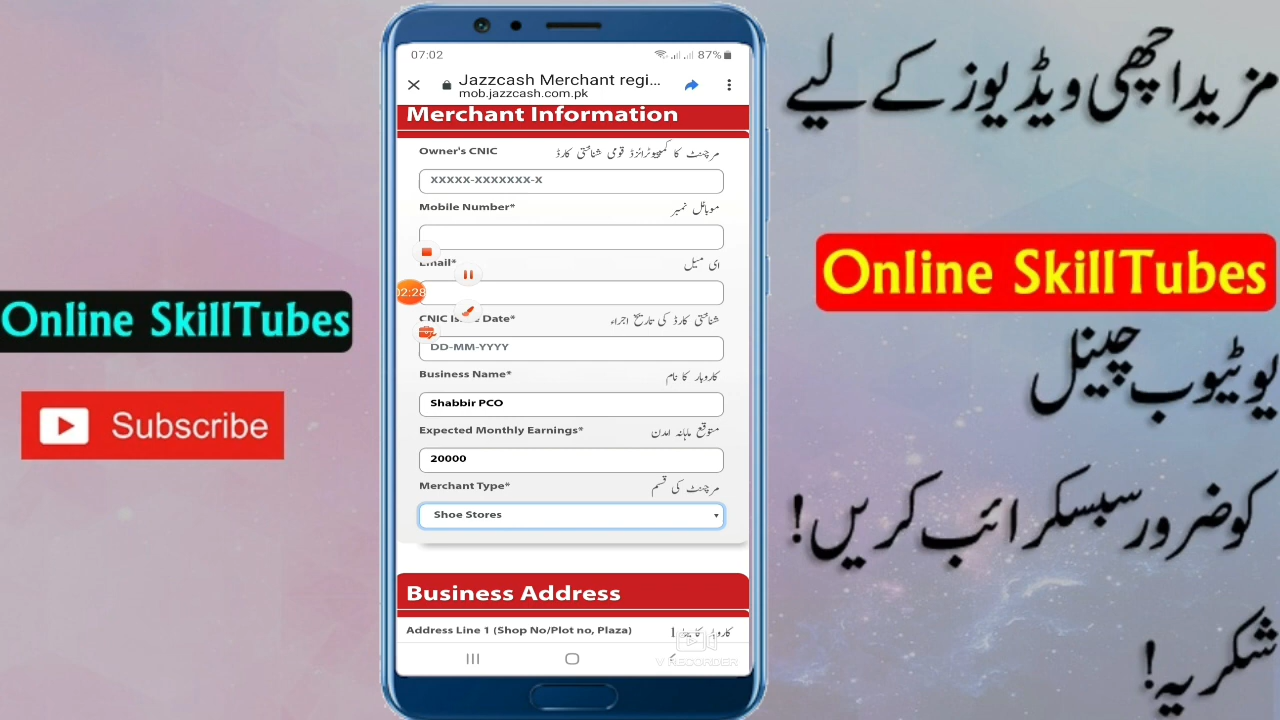 Online SkillTubes
Subscribe
07:02
87%
Jazzcash Merchant regi...
mob.jazzcash.com.pk
Merchant Information
Owner's CNIC مرچنٹ کا کمپیوٹرائزڈ قومی شناختی کارڈ
XXXXX-XXXXXXX-X
Mobile Number* موبائل نمبر
Email* ای میل
02:28
CNIC Date* شناختی کارڈ کی تاریخ اجراء
DD-MM-YYYY
Business Name* کاروبار کا نام
Shabbir PCO
Expected Monthly Earnings* متوقع ماہانہ آمدن
20000
Merchant Type* مرچنٹ کی قسم
Shoe Stores
Business Address
Address Line 1 (Shop No/Plot no, Plaza) کاروبار کا 1
V RECORDER
مزید اچھی ویڈیوز کے لیے
Online SkillTubes
یوٹیوب چینل
کو ضرور سبسکرائب کریں!
شکریہ!